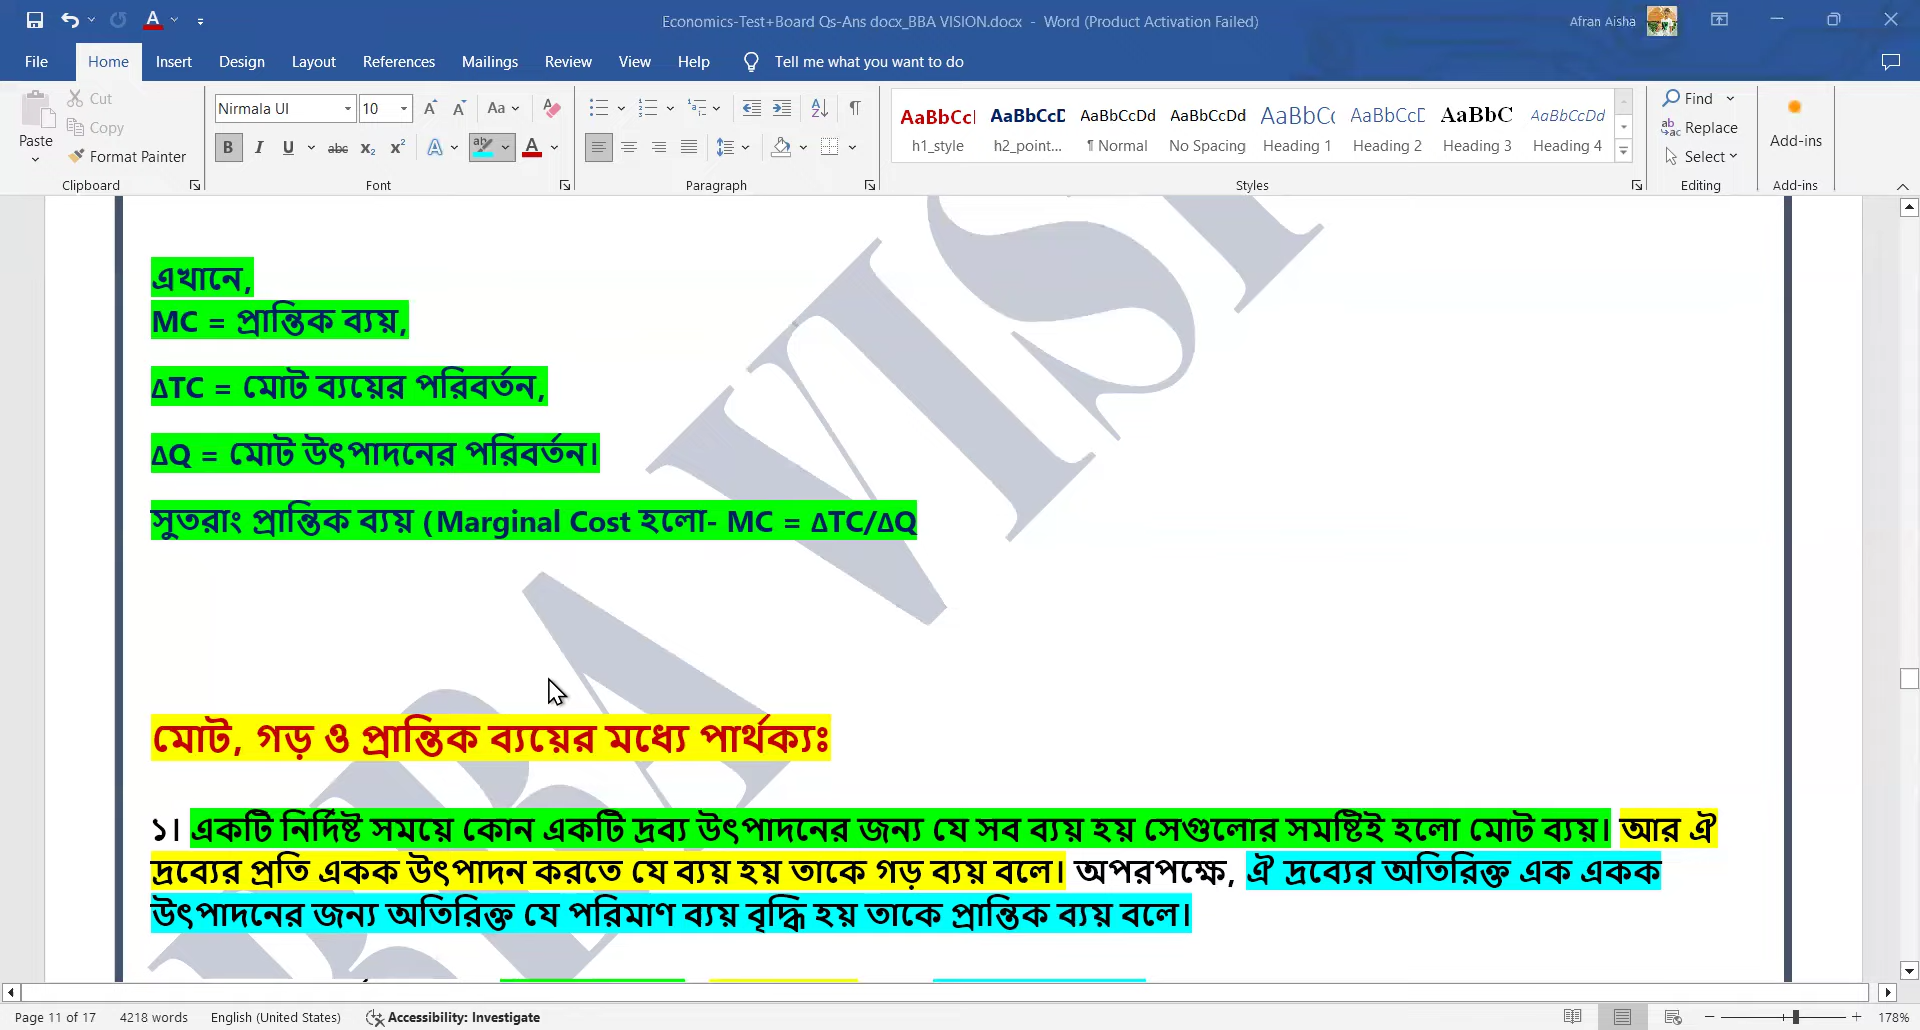 Economics-Test+Board Qs-Ans docx_BBA VISION.docx - Word (Product Activation Failed)
Afran Aisha
File Home Insert Design Layout References Mailings Review View Help Tell me what you want to do
Paste
Cut
Copy
Format Painter
Clipboard
Nirmala UI 10
Font
Paragraph
AaBbCcI AaBbCcD AaBbCcDd AaBbCcDd AaBbCc AaBbCcD AaBbC AaBbCcDd
h1_style h2_point... ¶ Normal No Spacing Heading 1 Heading 2 Heading 3 Heading 4
Styles
Find
Replace
Select
Editing
Add-ins
Add-ins
এখানে,
MC = প্রান্তিক ব্যয়,
∆TC = মোট ব্যয়ের পরিবর্তন,
∆Q = মোট উৎপাদনের পরিবর্তন।
সুতরাং প্রান্তিক ব্যয় (Marginal Cost হলো- MC = ∆TC/∆Q
মোট, গড় ও প্রান্তিক ব্যয়ের মধ্যে পার্থক্যঃ
১। একটি নির্দিষ্ট সময়ে কোন একটি দ্রব্য উৎপাদনের জন্য যে সব ব্যয় হয় সেগুলোর সমষ্টিই হলো মোট ব্যয়। আর ঐ
দ্রব্যের প্রতি একক উৎপাদন করতে যে ব্যয় হয় তাকে গড় ব্যয় বলে। অপরপক্ষে, ঐ দ্রব্যের অতিরিক্ত এক একক
উৎপাদনের জন্য অতিরিক্ত যে পরিমাণ ব্যয় বৃদ্ধি হয় তাকে প্রান্তিক ব্যয় বলে।
BBA VISI
Page 11 of 17 4218 words English (United States) Accessibility: Investigate 178%